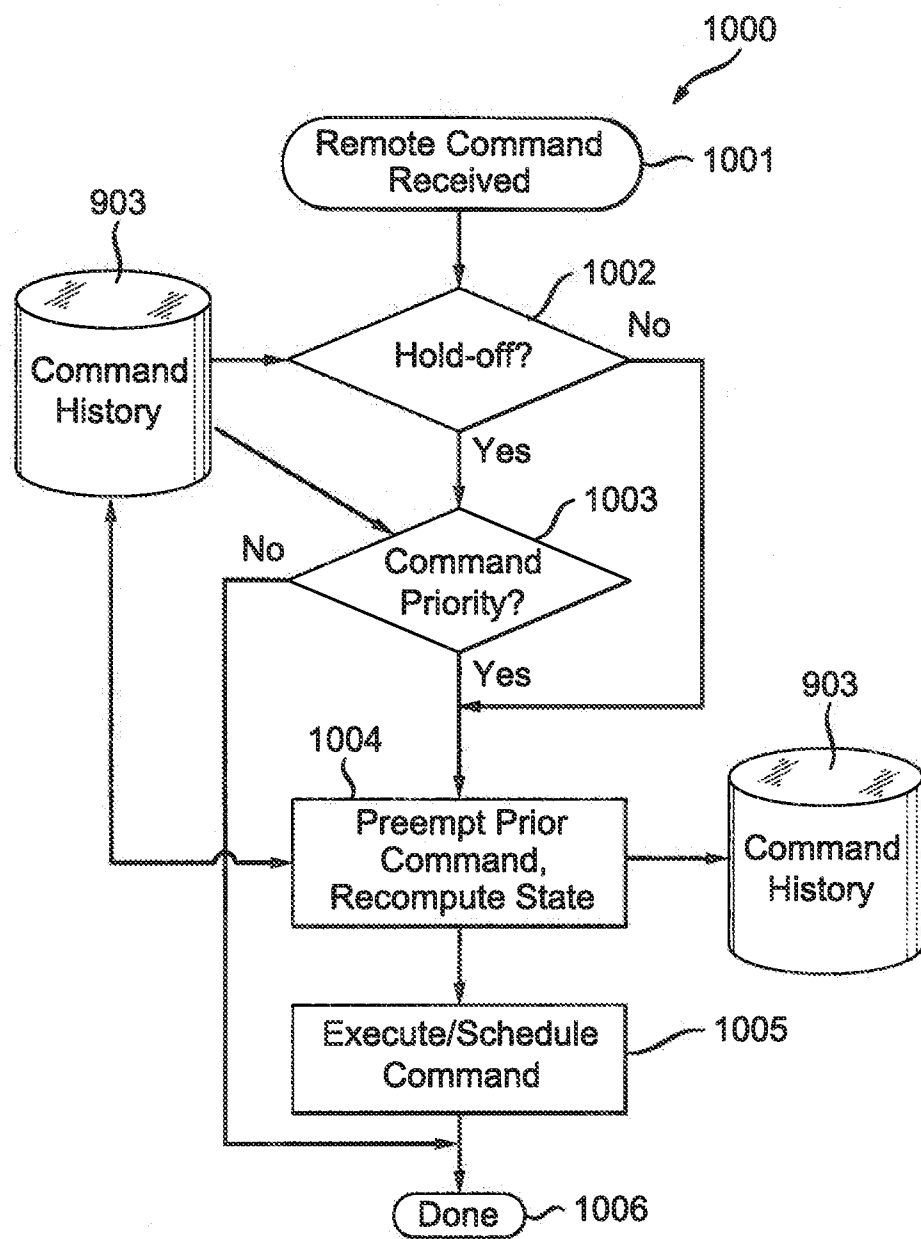 1000
Remote Command
Received
1001
903
1002
No
Hold-off?
Command
History
Yes
1003
No
Command
Priority?
Yes
903
1004
Preempt Prior
Command,
Recompute State
Command
History
Execute/Schedule
Command
1005
Done
1006